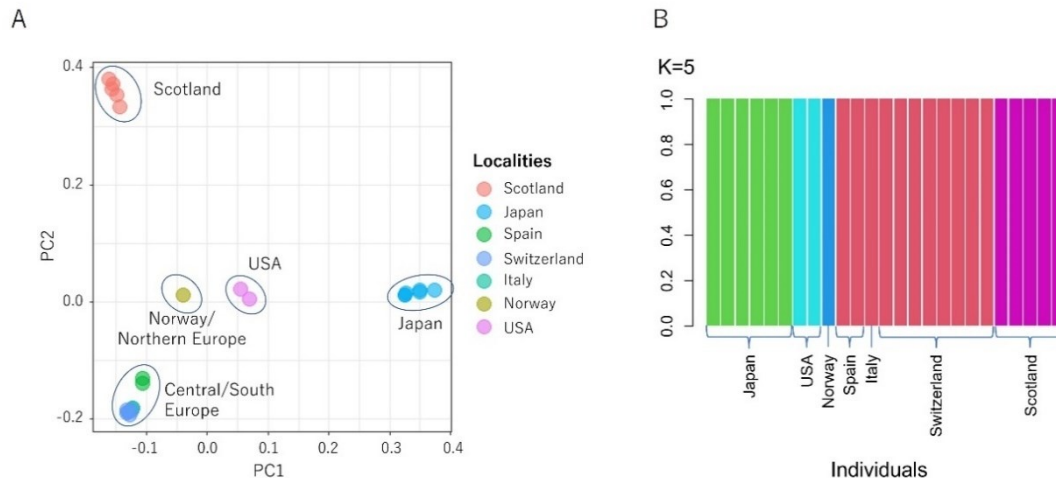 A
0.4
0.2
0.0
-0.2
PC2
-0.1
0.0
0.1
0.2
0.3
0.4
PC1
Scotland
USA
Norway/
Northern Europe
Japan
Central/South
Europe
Localities
Scotland
Japan
Spain
Switzerland
Italy
Norway
USA
B
K=5
1.0
0.8
0.6
0.4
0.2
0.0
Japan
USA
Norway
Spain
Italy
Switzerland
Scotland
Individuals